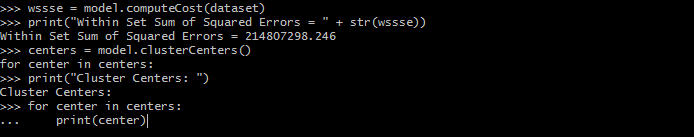 >>> wssse = model.computeCost(dataset)
>>> print("Within Set Sum of Squared Errors = " + str(wssse))
Within Set Sum of Squared Errors = 214807298.246
>>> centers = model.clusterCenters()
for center in centers:
>>> print("Cluster Centers: ")
Cluster Centers:
>>> for center in centers:
...     print(center)